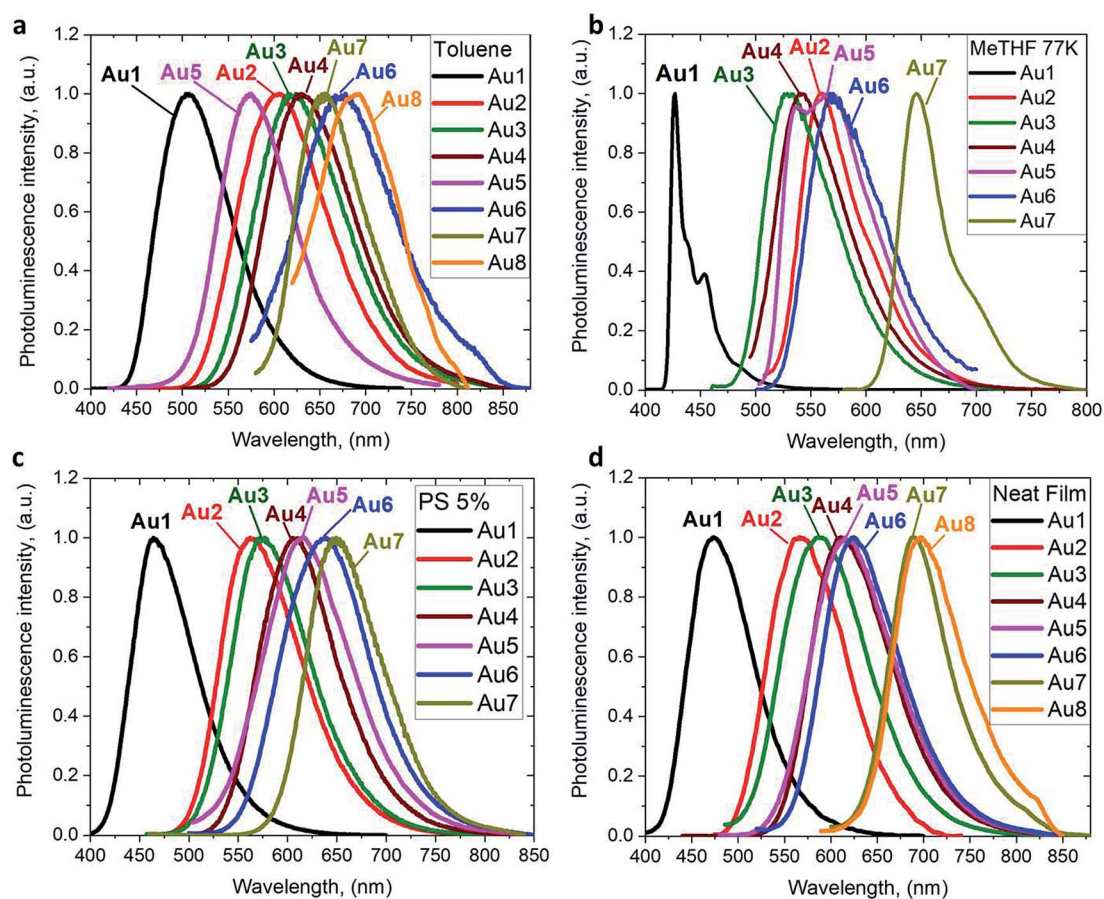 a
Photoluminescence intensity, (a.u.)
1.2
1.0
0.8
0.6
0.4
0.2
0.0
Au1
Au5
Au2
Au3
Au4
Au7
Au6
Au8
Toluene
Au1
Au2
Au3
Au4
Au5
Au6
Au7
Au8
400 450 500 550 600 650 700 750 800 850
Wavelength, (nm)
b
Photoluminescence intensity, (a.u.)
1.2
1.0
0.8
0.6
0.4
0.2
0.0
Au1
Au3
Au4
Au2
Au5
Au6
Au7
MeTHF 77K
Au1
Au2
Au3
Au4
Au5
Au6
Au7
400 450 500 550 600 650 700 750 800
Wavelength, (nm)
c
Photoluminescence intensity, (a.u.)
1.2
1.0
0.8
0.6
0.4
0.2
0.0
Au1
Au2
Au3
Au4
Au5
Au6
Au7
PS 5%
Au1
Au2
Au3
Au4
Au5
Au6
Au7
400 450 500 550 600 650 700 750 800 850
Wavelength, (nm)
d
Photoluminescence intensity, (a.u.)
1.2
1.0
0.8
0.6
0.4
0.2
0.0
Au1
Au2
Au3
Au4
Au5
Au6
Au7
Au8
Neat Film
Au1
Au2
Au3
Au4
Au5
Au6
Au7
Au8
400 450 500 550 600 650 700 750 800 850
Wavelength, (nm)